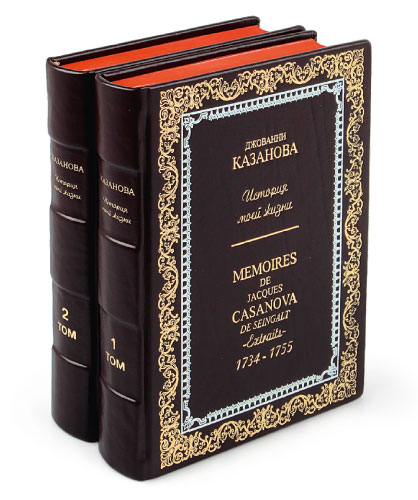 ДЖОВАННИ
КАЗАНОВА
История
моей жизни
MEMOIRES
DE
JACQUES
CASANOVA
DE SEINGALT
-Extraits-
1734-1755
КАЗАНОВА
История
моей жизни
1
ТОМ
КАЗАНОВА
История
моей жизни
2
ТОМ